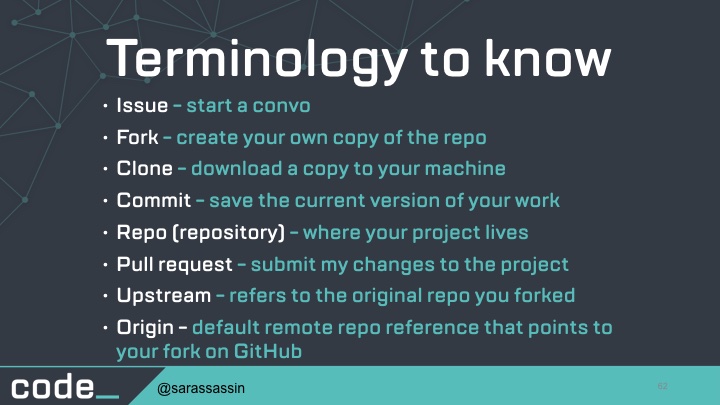 Terminology to know
• Issue – start a convo
• Fork – create your own copy of the repo
• Clone – download a copy to your machine
• Commit – save the current version of your work
• Repo (repository) – where your project lives
• Pull request – submit my changes to the project
• Upstream – refers to the original repo you forked
• Origin – default remote repo reference that points to
your fork on GitHub
code_
@sarassassin
62